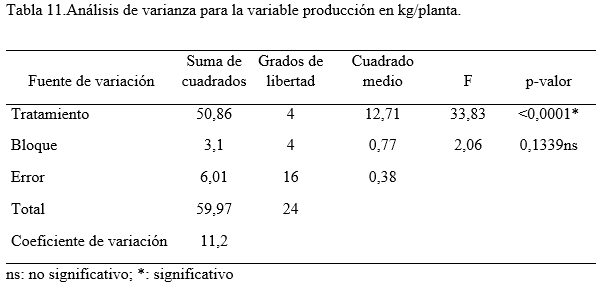 Tabla 11.Análisis de varianza para la variable producción en kg/planta.
Fuente de variación Suma de cuadrados Grados de libertad Cuadrado medio F p-valor
Tratamiento 50,86 4 12,71 33,83 <0,0001*
Bloque 3,1 4 0,77 2,06 0,1339ns
Error 6,01 16 0,38
Total 59,97 24
Coeficiente de variación 11,2
ns: no significativo; *: significativo